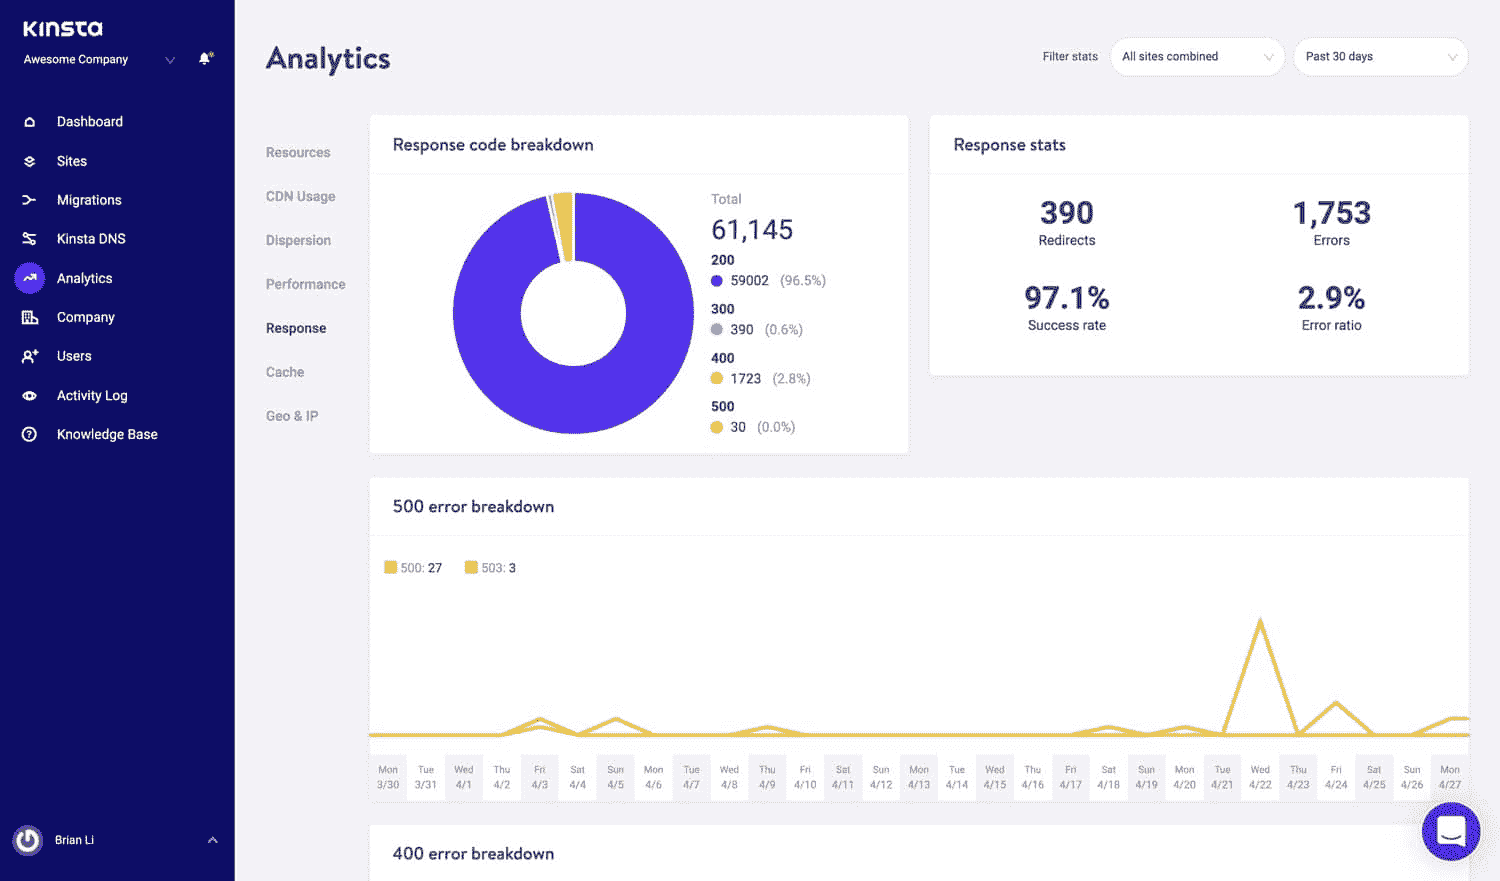 Kinsta
Awesome Company
Dashboard
Sites
Migrations
Kinsta DNS
Analytics
Company
Users
Activity Log
Knowledge Base
Brian Li
Analytics
Filter stats
All sites combined
Past 30 days
Resources
CDN Usage
Dispersion
Performance
Response
Cache
Geo & IP
Response code breakdown
Total
61,145
200
59002 (96.5%)
300
390 (0.6%)
400
1723 (2.8%)
500
30 (0.0%)
Response stats
390
Redirects
1,753
Errors
97.1%
Success rate
2.9%
Error ratio
500 error breakdown
500: 27 503: 3
Mon Tue Wed Thu Fri Sat Sun Mon Tue Wed Thu Fri Sat Sun Mon Tue Wed Thu Fri Sat Sun Mon Tue Wed Thu Fri Sat Sun Mon
3/30 3/31 4/1 4/2 4/3 4/4 4/5 4/6 4/7 4/8 4/9 4/10 4/11 4/12 4/13 4/14 4/15 4/16 4/17 4/18 4/19 4/20 4/21 4/22 4/23 4/24 4/25 4/26 4/27
400 error breakdown